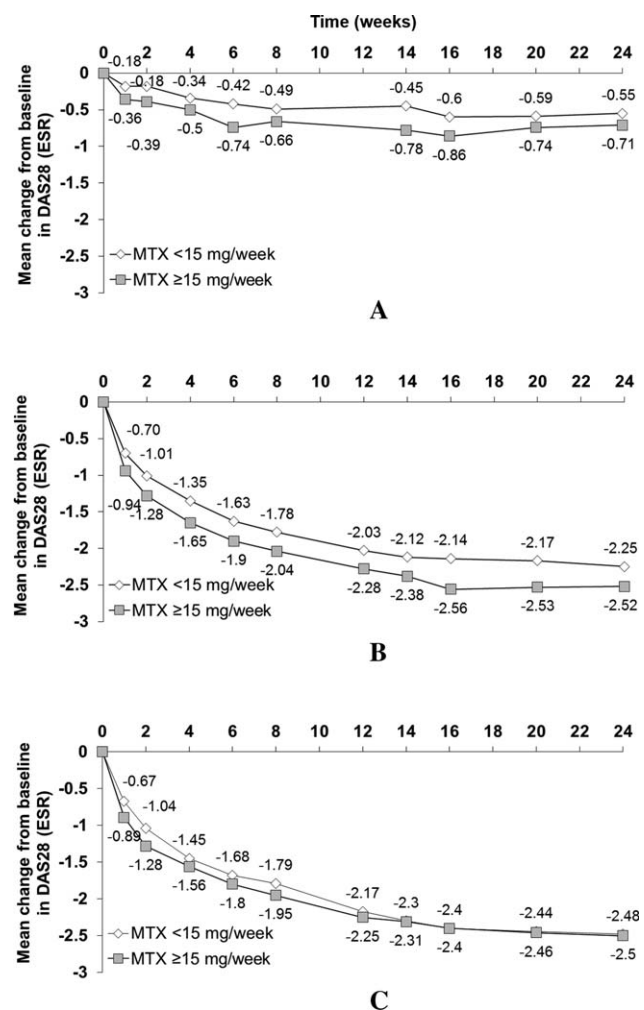 Time (weeks)
0 2 4 6 8 10 12 14 16 18 20 22 24
0
-0.5
-1
-1.5
-2
-2.5
-3
Mean change from baseline
in DAS28 (ESR)
-0.18
-0.18 -0.34 -0.42 -0.49 -0.45 -0.6 -0.59 -0.55
-0.36 -0.39 -0.5 -0.74 -0.66 -0.78 -0.86 -0.74 -0.71
MTX <15 mg/week
MTX ≥15 mg/week
A
0 2 4 6 8 10 12 14 16 18 20 22 24
0
-0.5
-1
-1.5
-2
-2.5
-3
Mean change from baseline
in DAS28 (ESR)
-0.70 -1.01 -1.35 -1.63 -1.78 -2.03 -2.12 -2.14 -2.17 -2.25
-0.94 -1.28 -1.65 -1.9 -2.04 -2.28 -2.38 -2.56 -2.53 -2.52
MTX <15 mg/week
MTX ≥15 mg/week
B
0 2 4 6 8 10 12 14 16 18 20 22 24
0
-0.5
-1
-1.5
-2
-2.5
-3
Mean change from baseline
in DAS28 (ESR)
-0.67 -1.04 -1.45 -1.68 -1.79 -2.17 -2.3 -2.4 -2.44 -2.48
-0.89 -1.28 -1.56 -1.8 -1.95 -2.25 -2.31 -2.4 -2.46 -2.5
MTX <15 mg/week
MTX ≥15 mg/week
C